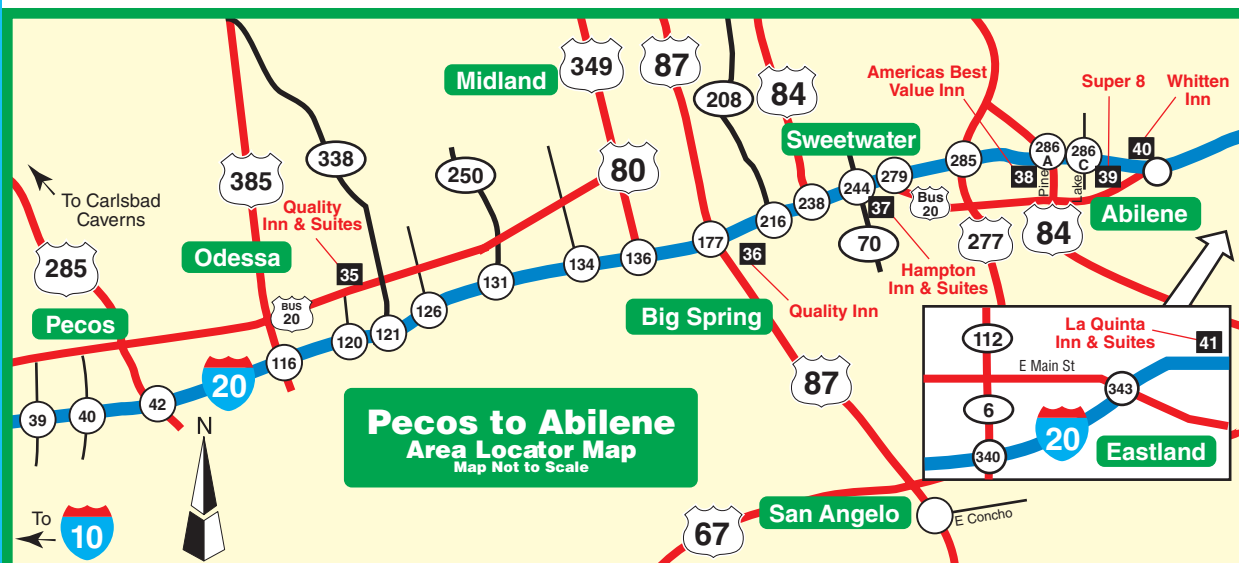 349
87
84
Midland
208
Americas Best
Value Inn
Super 8
Whitten
Inn
Sweetwater
338
250
80
385
To Carlsbad
Caverns
Quality
Inn & Suites
35
285
Odessa
Pecos
BUS
20
116
120
121
126
131
134
136
177
216
238
244
279
285
286
A
286
C
38
39
40
Pine
Lake
37
Bus
20
Abilene
70
277
84
36
Hampton
Inn & Suites
Quality Inn
Big Spring
87
39
40
42
20
N
Pecos to Abilene
Area Locator Map
Map Not to Scale
112
La Quinta
Inn & Suites
41
E Main St
343
6
20
340
Eastland
San Angelo
E Concho
67
To
10